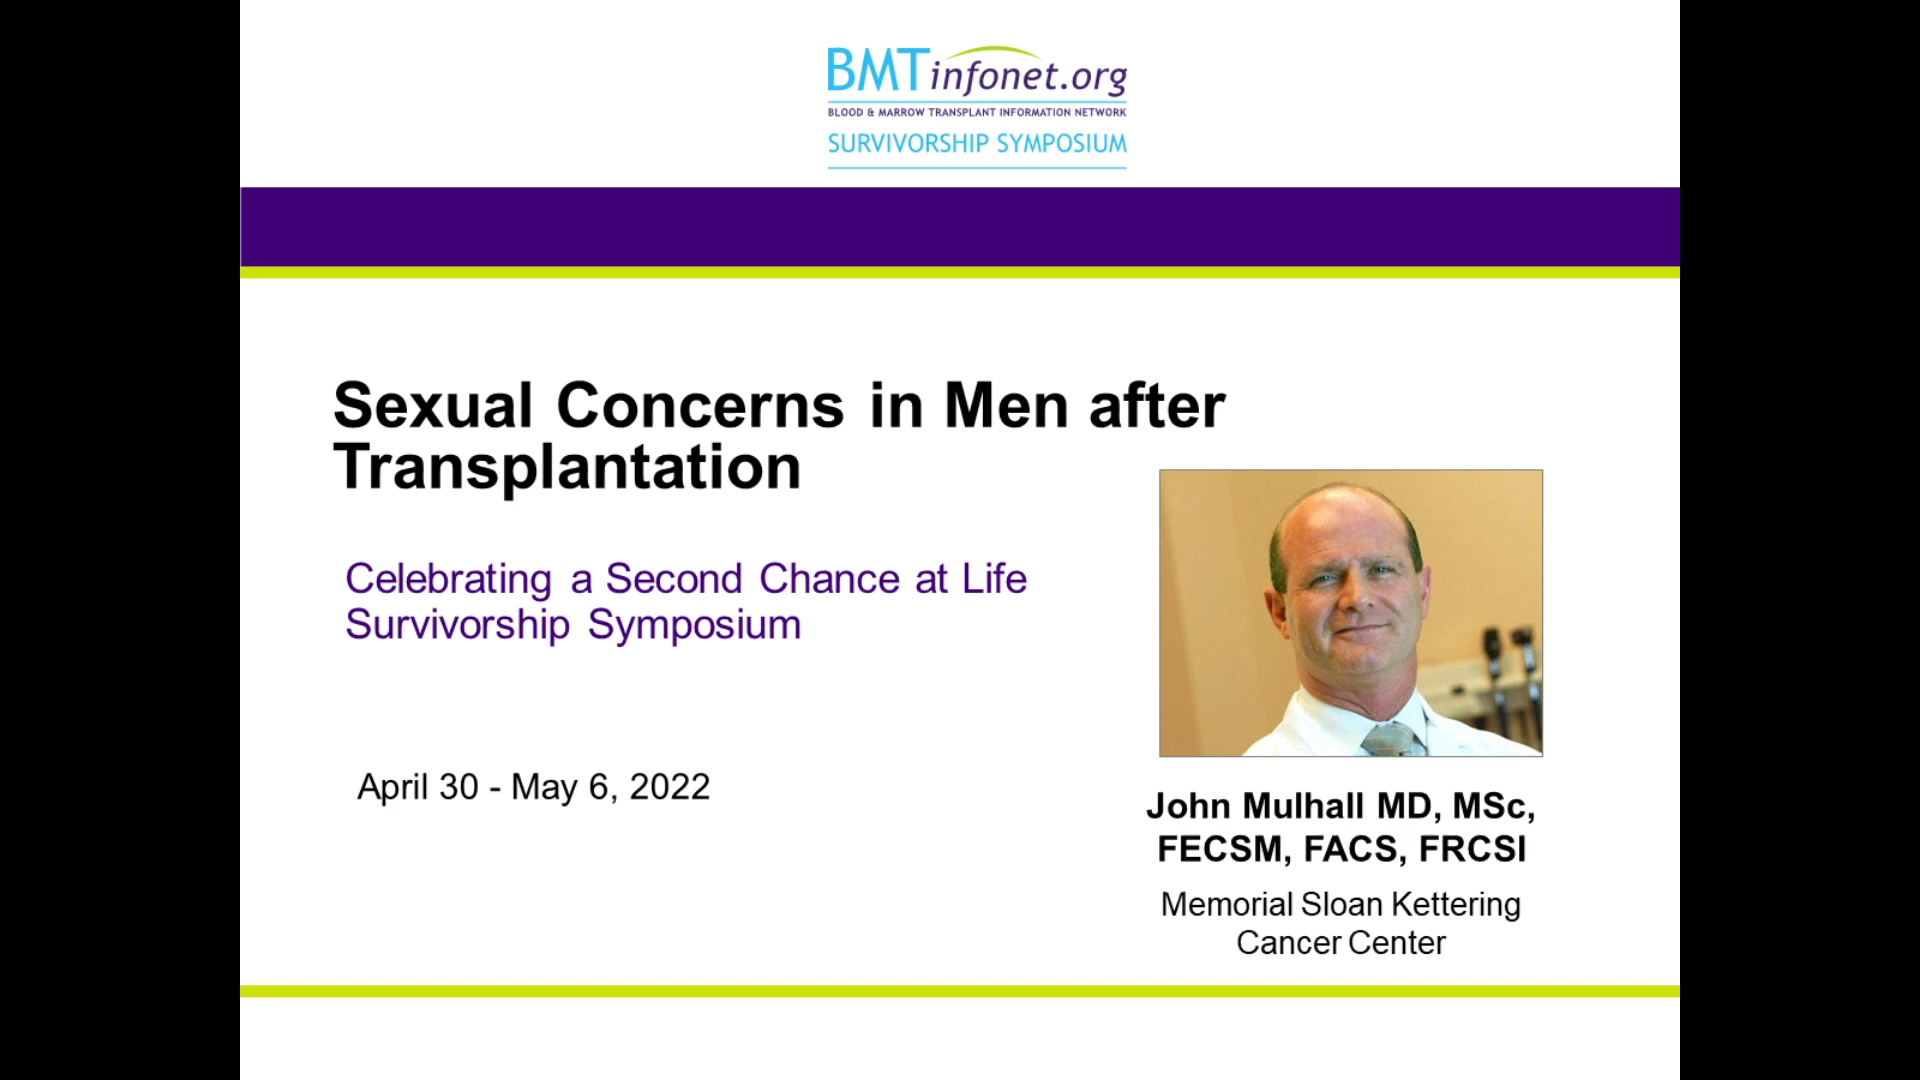 BMTinfonet.org
BLOOD & MARROW TRANSPLANT INFORMATION NETWORK
SURVIVORSHIP SYMPOSIUM
Sexual Concerns in Men after
Transplantation
Celebrating a Second Chance at Life
Survivorship Symposium
April 30 - May 6, 2022
John Mulhall MD, MSc,
FECSM, FACS, FRCSI
Memorial Sloan Kettering
Cancer Center